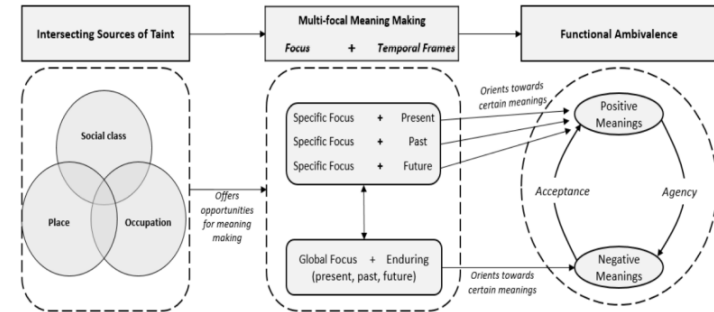 Intersecting Sources of Taint
Multi-focal Meaning Making
Focus + Temporal Frames
Functional Ambivalence
Social class
Place
Occupation
Offers
opportunities
for meaning
making
Specific Focus + Present
Specific Focus + Past
Specific Focus + Future
Global Focus + Enduring
(present, past, future)
Orients towards
certain meanings
Orients towards
certain meanings
Positive
Meanings
Acceptance
Agency
Negative
Meanings